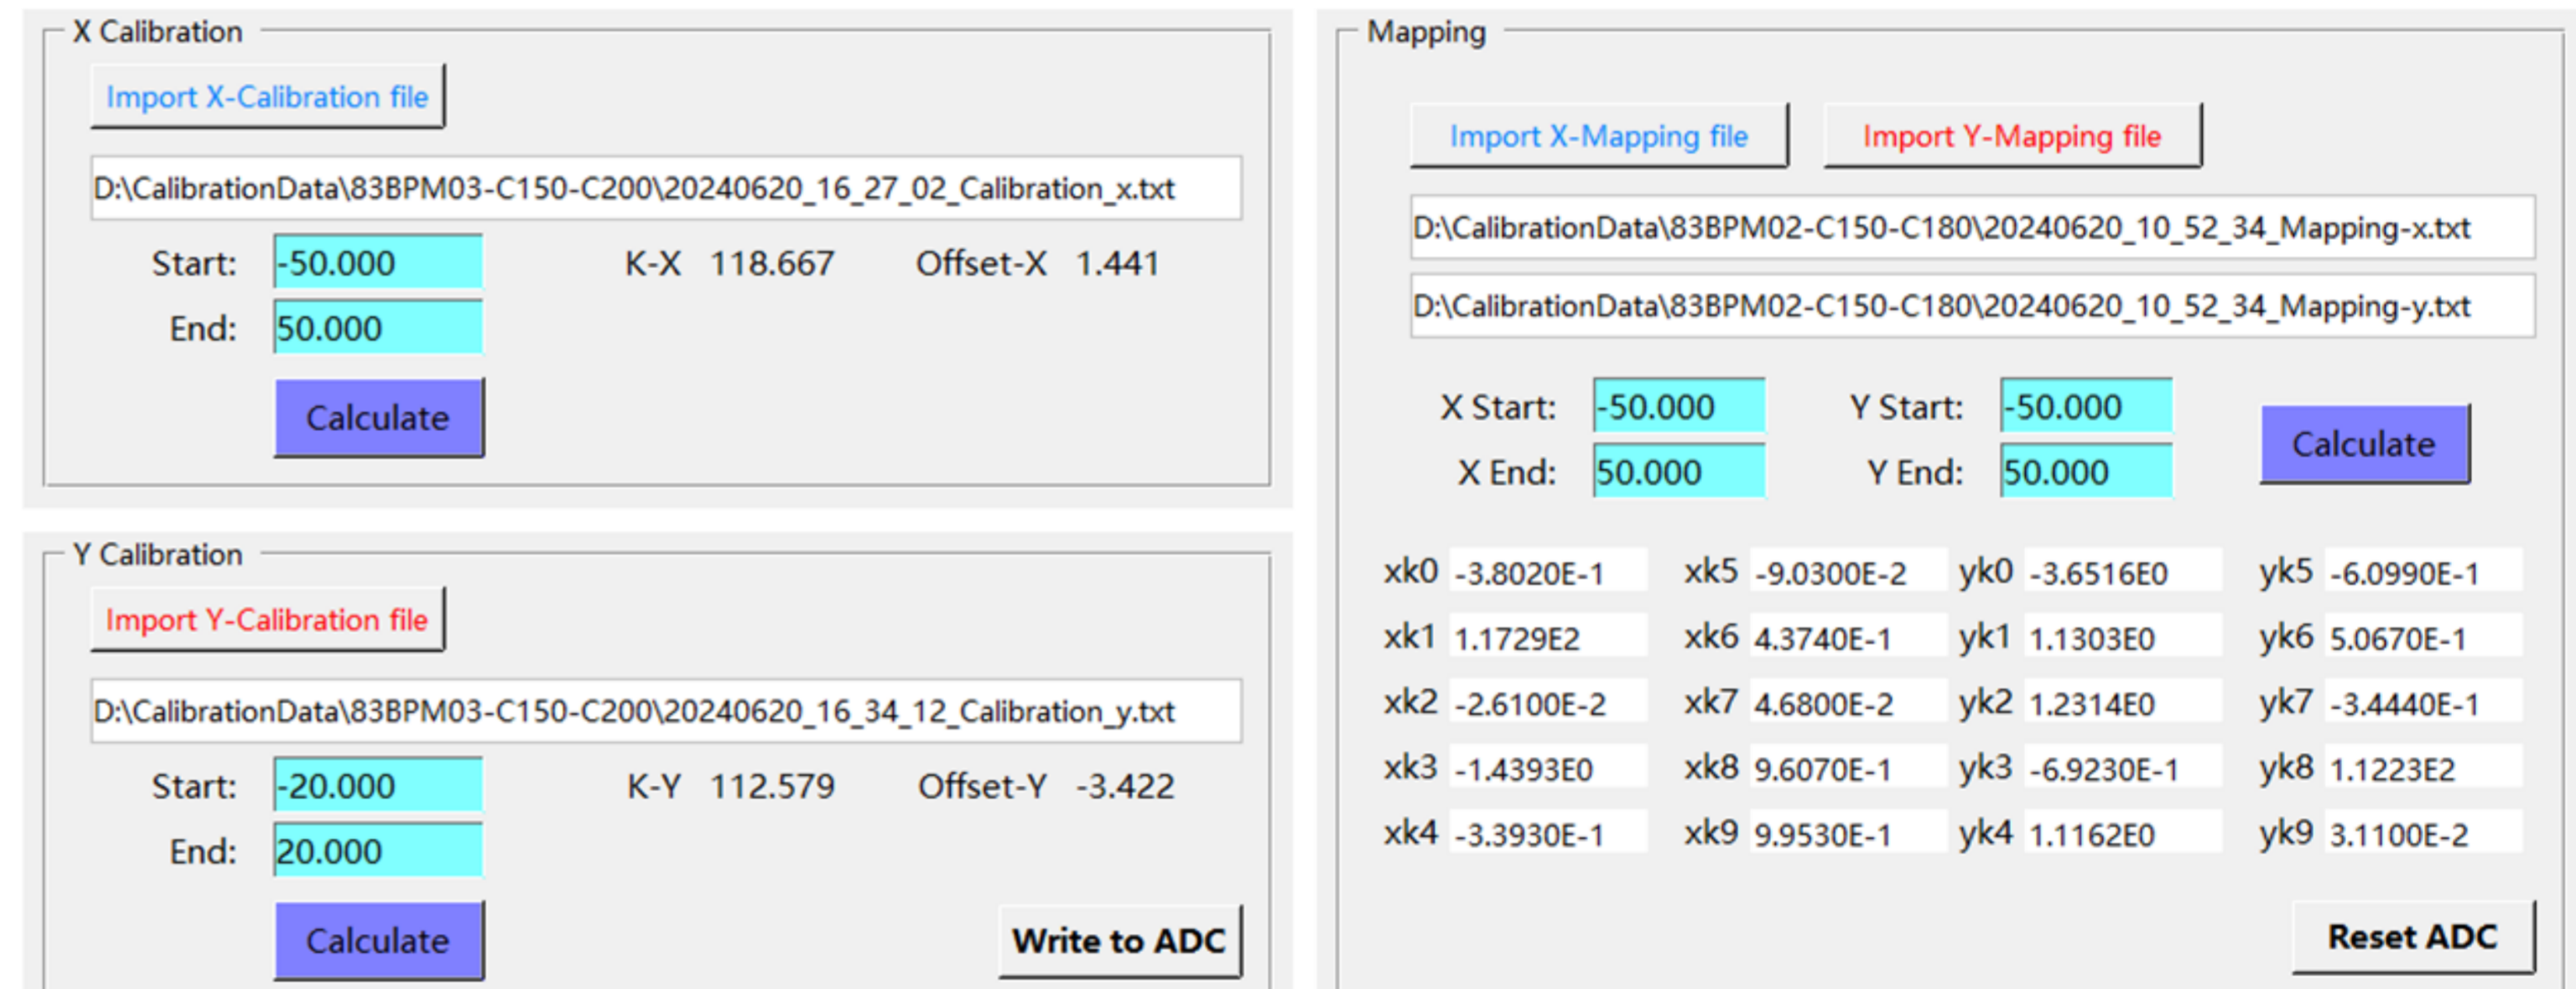 X Calibration
Import X-Calibration file
D:\CalibrationData\83BPM03-C150-C200\20240620_16_27_02_Calibration_x.txt
Start: -50.000 K-X 118.667 Offset-X 1.441
End: 50.000
Calculate
Y Calibration
Import Y-Calibration file
D:\CalibrationData\83BPM03-C150-C200\20240620_16_34_12_Calibration_y.txt
Start: -20.000 K-Y 112.579 Offset-Y -3.422
End: 20.000
Calculate
Write to ADC
Mapping
Import X-Mapping file Import Y-Mapping file
D:\CalibrationData\83BPM02-C150-C180\20240620_10_52_34_Mapping-x.txt
D:\CalibrationData\83BPM02-C150-C180\20240620_10_52_34_Mapping-y.txt
X Start: -50.000 Y Start: -50.000
X End: 50.000 Y End: 50.000
Calculate
xk0 -3.8020E-1 xk5 -9.0300E-2 yk0 -3.6516E0 yk5 -6.0990E-1
xk1 1.1729E2 xk6 4.3740E-1 yk1 1.1303E0 yk6 5.0670E-1
xk2 -2.6100E-2 xk7 4.6800E-2 yk2 1.2314E0 yk7 -3.4440E-1
xk3 -1.4393E0 xk8 9.6070E-1 yk3 -6.9230E-1 yk8 1.1223E2
xk4 -3.3930E-1 xk9 9.9530E-1 yk4 1.1162E0 yk9 3.1100E-2
Reset ADC